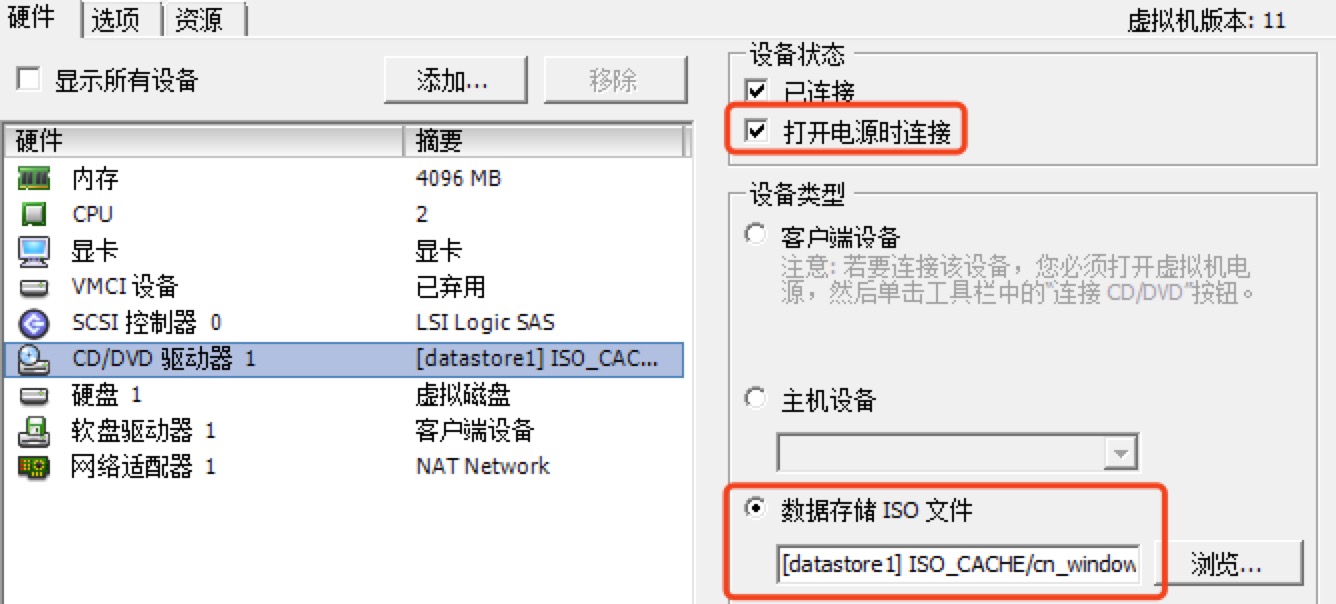 硬件 选项 资源 虚拟机版本: 11
显示所有设备 添加... 移除
硬件 摘要
内存 4096 MB
CPU 2
显卡 显卡
VMCI 设备 已弃用
SCSI 控制器 0 LSI Logic SAS
CD/DVD 驱动器 1 [datastore1] ISO_CAC...
硬盘 1 虚拟磁盘
软盘驱动器 1 客户端设备
网络适配器 1 NAT Network
设备状态
已连接
打开电源时连接
设备类型
客户端设备
注意: 若要连接该设备，您必须打开虚拟机电
源，然后单击工具栏中的"连接 CD/DVD"按钮。
主机设备
数据存储 ISO 文件
[datastore1] ISO_CACHE/cn_window 浏览...